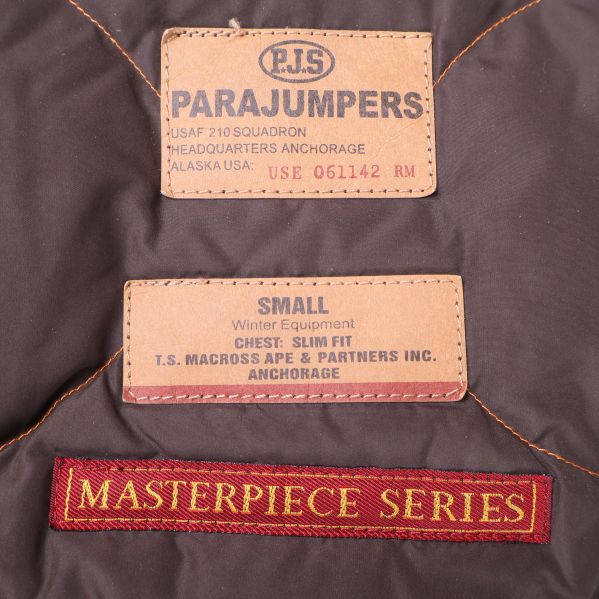 P.J.S
PARAJUMPERS
USAF 210 SQUADRON
HEADQUARTERS ANCHORAGE
ALASKA USA: USE 061142 RM
SMALL
Winter Equipment
CHEST: SLIM FIT
T.S. MACROSS APE & PARTNERS INC.
ANCHORAGE
MASTERPIECE SERIES